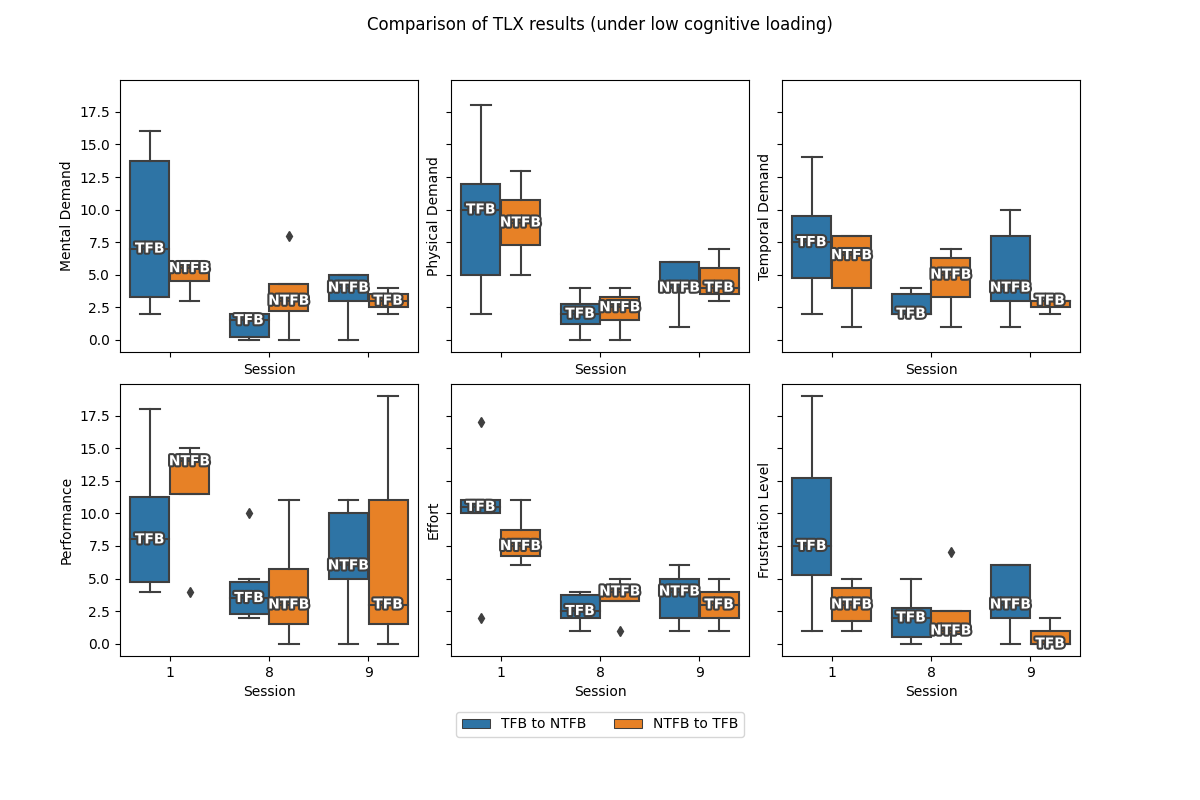 Comparison of TLX results (under low cognitive loading)
Mental Demand
17.5
15.0
12.5
10.0
7.5
5.0
2.5
0.0
TFB
NTFB
TFB
NTFB
NTFB
TFB
Session
Physical Demand
TFB
NTFB
TFB
NTFB
NTFB
TFB
Session
Temporal Demand
TFB
NTFB
TFB
NTFB
NTFB
TFB
Session
Performance
17.5
15.0
12.5
10.0
7.5
5.0
2.5
0.0
TFB
NTFB
TFB
NTFB
NTFB
TFB
1 8 9
Session
Effort
TFB
NTFB
TFB
NTFB
NTFB
TFB
1 8 9
Session
Frustration Level
TFB
NTFB
TFB
NTFB
NTFB
TFB
1 8 9
Session
TFB to NTFB NTFB to TFB